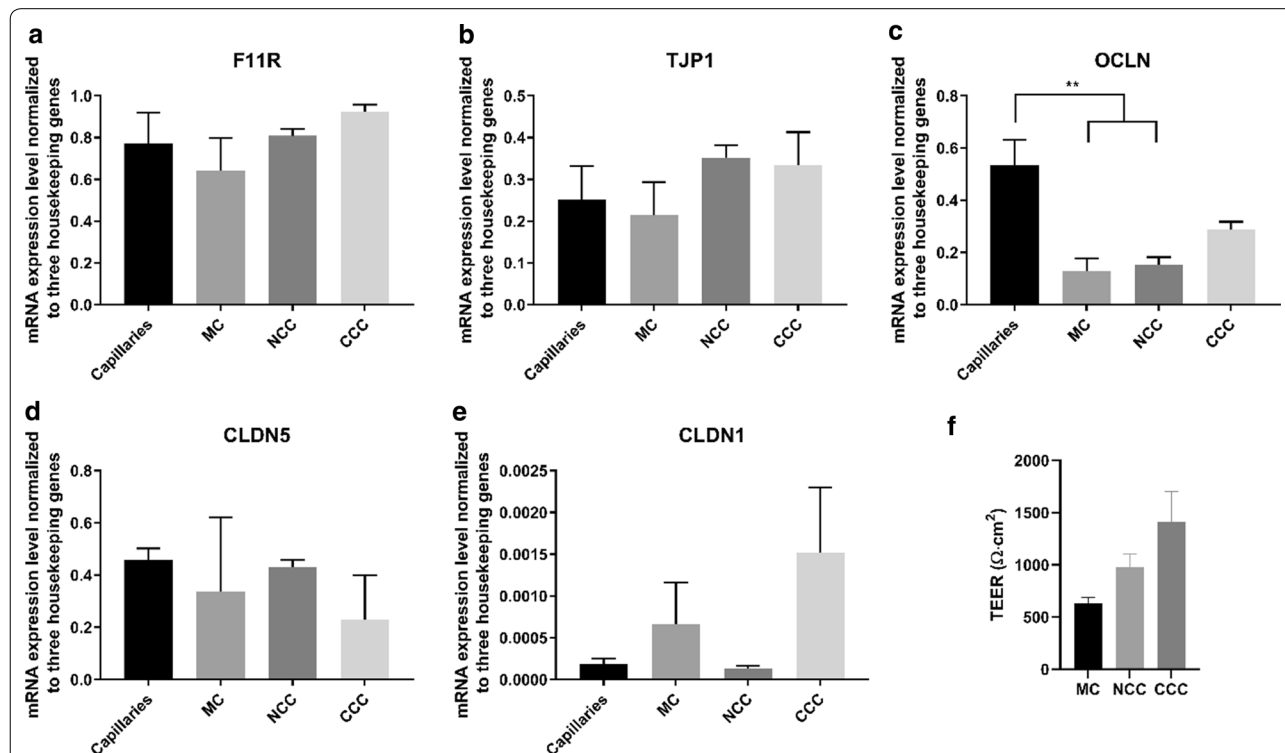 a
F11R
mRNA expression level normalized
to three housekeeping genes
1.0
0.8
0.6
0.4
0.2
0.0
Capillaries
MC
NCC
CCC
b
TJP1
mRNA expression level normalized
to three housekeeping genes
0.5
0.4
0.3
0.2
0.1
0.0
Capillaries
MC
NCC
CCC
c
OCLN
mRNA expression level normalized
to three housekeeping genes
0.8
0.6
0.4
0.2
0.0
**
Capillaries
MC
NCC
CCC
d
CLDN5
mRNA expression level normalized
to three housekeeping genes
0.8
0.6
0.4
0.2
0.0
Capillaries
MC
NCC
CCC
e
CLDN1
mRNA expression level normalized
to three housekeeping genes
0.0025
0.0020
0.0015
0.0010
0.0005
0.0000
Capillaries
MC
NCC
CCC
f
TEER (Ω·cm²)
2000
1500
1000
500
0
MC NCC CCC